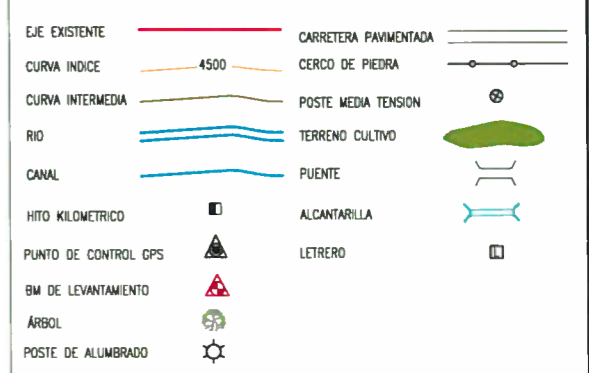 EJE EXISTENTE
CURVA INDICE
4500
CURVA INTERMEDIA
RIO
CANAL
HITO KILOMETRICO
PUNTO DE CONTROL GPS
BM DE LEVANTAMIENTO
ÁRBOL
POSTE DE ALUMBRADO
CARRETERA PAVIMENTADA
CERCO DE PIEDRA
POSTE MEDIA TENSION
TERRENO CULTIVO
PUENTE
ALCANTARILLA
LETRERO
L